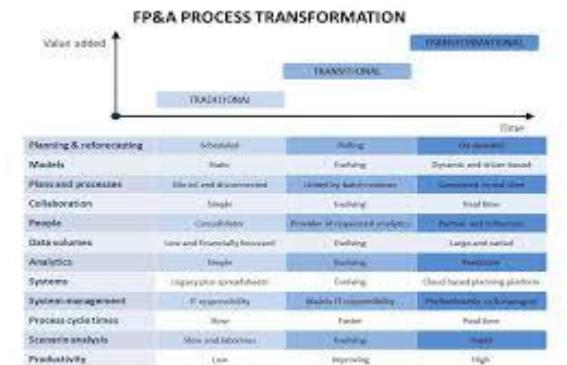 FP&A PROCESS TRANSFORMATION
Value added
TRANSFORMATIONAL
TRANSITIONAL
TRADITIONAL
Time
Planning & reforecasting Scheduled Rolling On demand
Models Static Evolving Dynamic and driver based
Plans and processes Siloed and disconnected Linked by batch routines Connected in real time
Collaboration Simple Evolving Real time
People Consolidator Provider of requested analytics Partner and influencer
Data volumes Low and financially focussed Evolving Large and varied
Analytics Simple Evolving Predictive
Systems Legacy plus spreadsheets Evolving Cloud based planning platform
System management IT responsibility Mainly IT responsibility
Process cycle times Slow Faster Real time
Scenario analysis Slow and laborious Evolving
Productivity Low Improving High